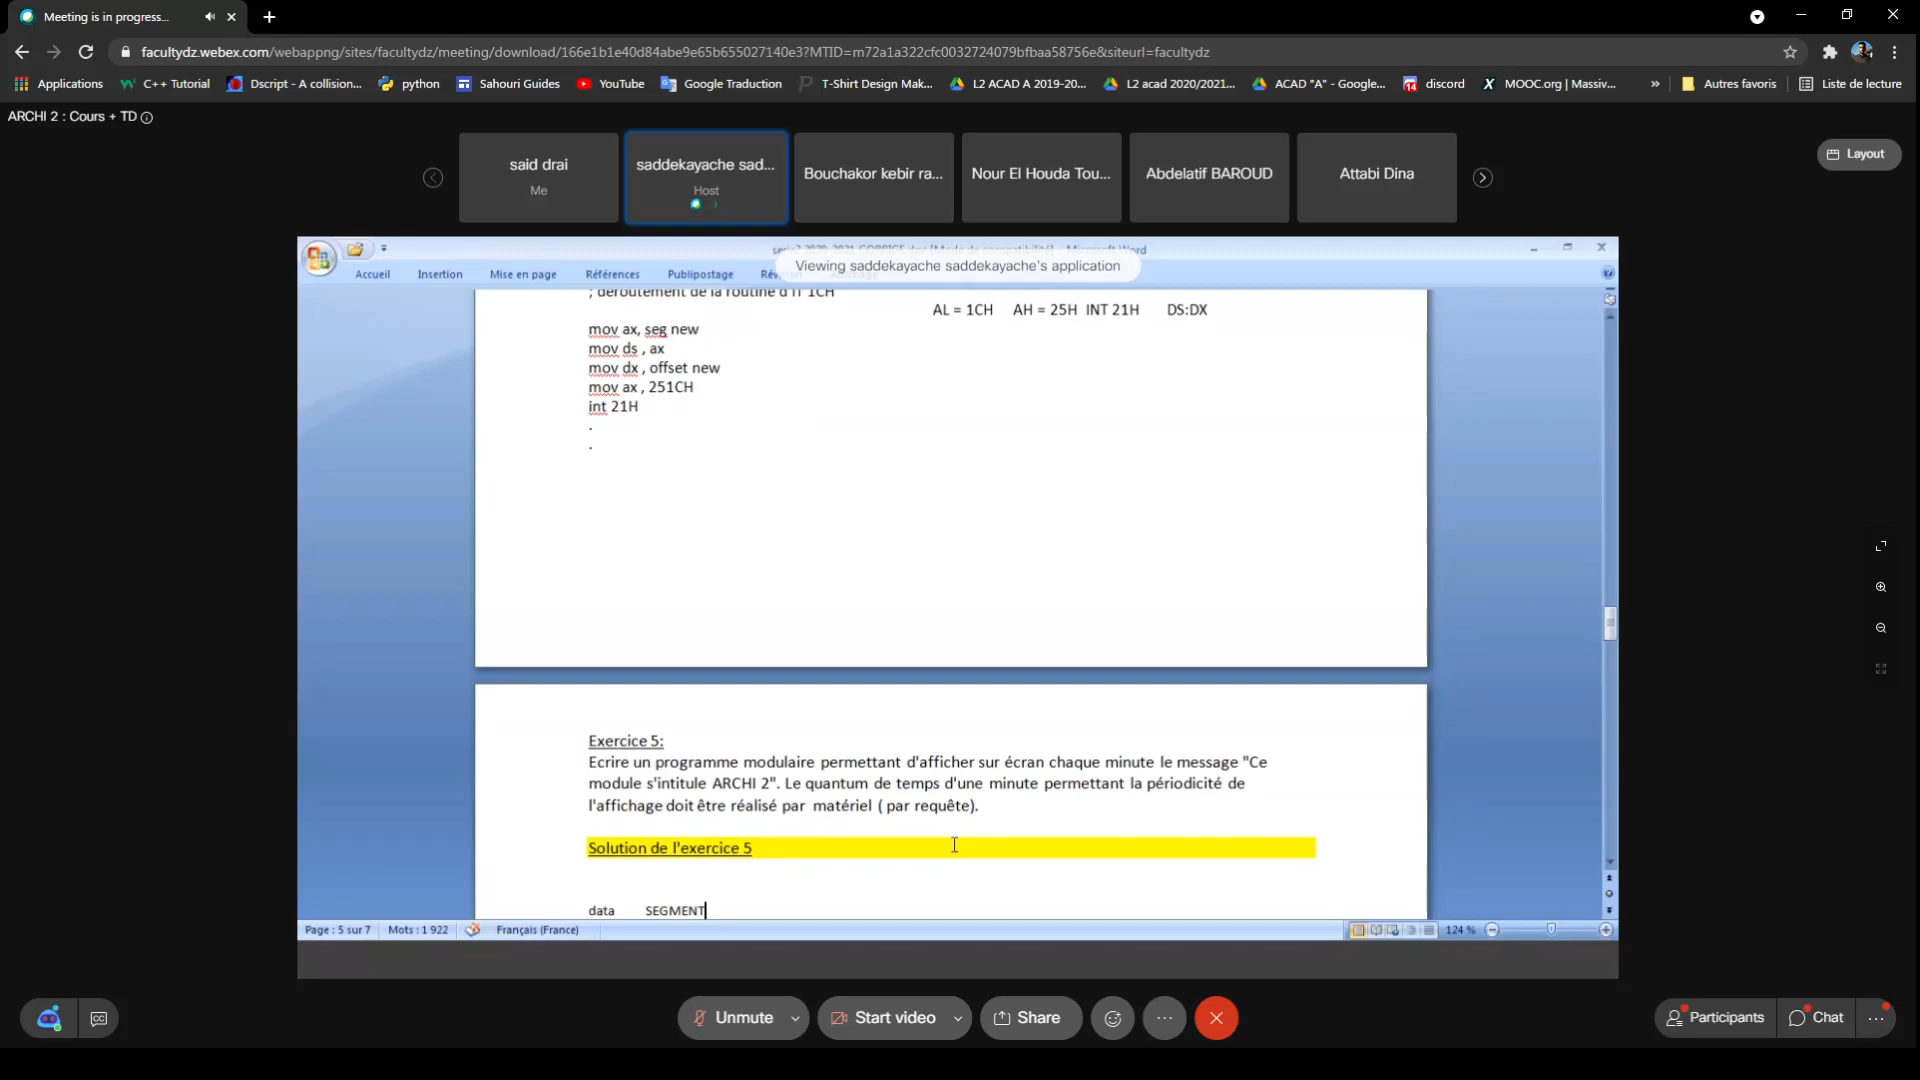 Meeting is in progress...
facultydz.webex.com/webappng/sites/facultydz/meeting/download/166e1b1e40d84abe9e65b655027140e3?MTID=m72a1a322cfc0032724079bfbaa58756e&siteurl=facultydz
Applications C++ Tutorial Dscript - A collision... python Sahouri Guides YouTube Google Traduction T-Shirt Design Mak... L2 ACAD A 2019-20... L2 acad 2020/2021... ACAD "A" - Google... 14 discord MOOC.org | Massiv... » Autres favoris Liste de lecture
ARCHI 2 : Cours + TD
Layout
said drai
Me
saddekayache sad...
Host
Bouchakor kebir ra...
Nour El Houda Tou...
Abdelatif BAROUD
Attabi Dina
Viewing saddekayache saddekayache's application
Accueil Insertion Mise en page Références Publipostage
; deroutement de la routine d'IT 1CH
AL = 1CH AH = 25H INT 21H DS:DX
mov ax, seg new
mov ds , ax
mov dx , offset new
mov ax , 251CH
int 21H
.
.
Exercice 5:
Ecrire un programme modulaire permettant d'afficher sur écran chaque minute le message "Ce
module s'intitule ARCHI 2". Le quantum de temps d'une minute permettant la périodicité de
l'affichage doit être réalisé par matériel ( par requête).
Solution de l'exercice 5
data SEGMENT
Page : 5 sur 7 Mots : 1 922 Français (France) 124 %
CC
Unmute Start video Share
Participants Chat